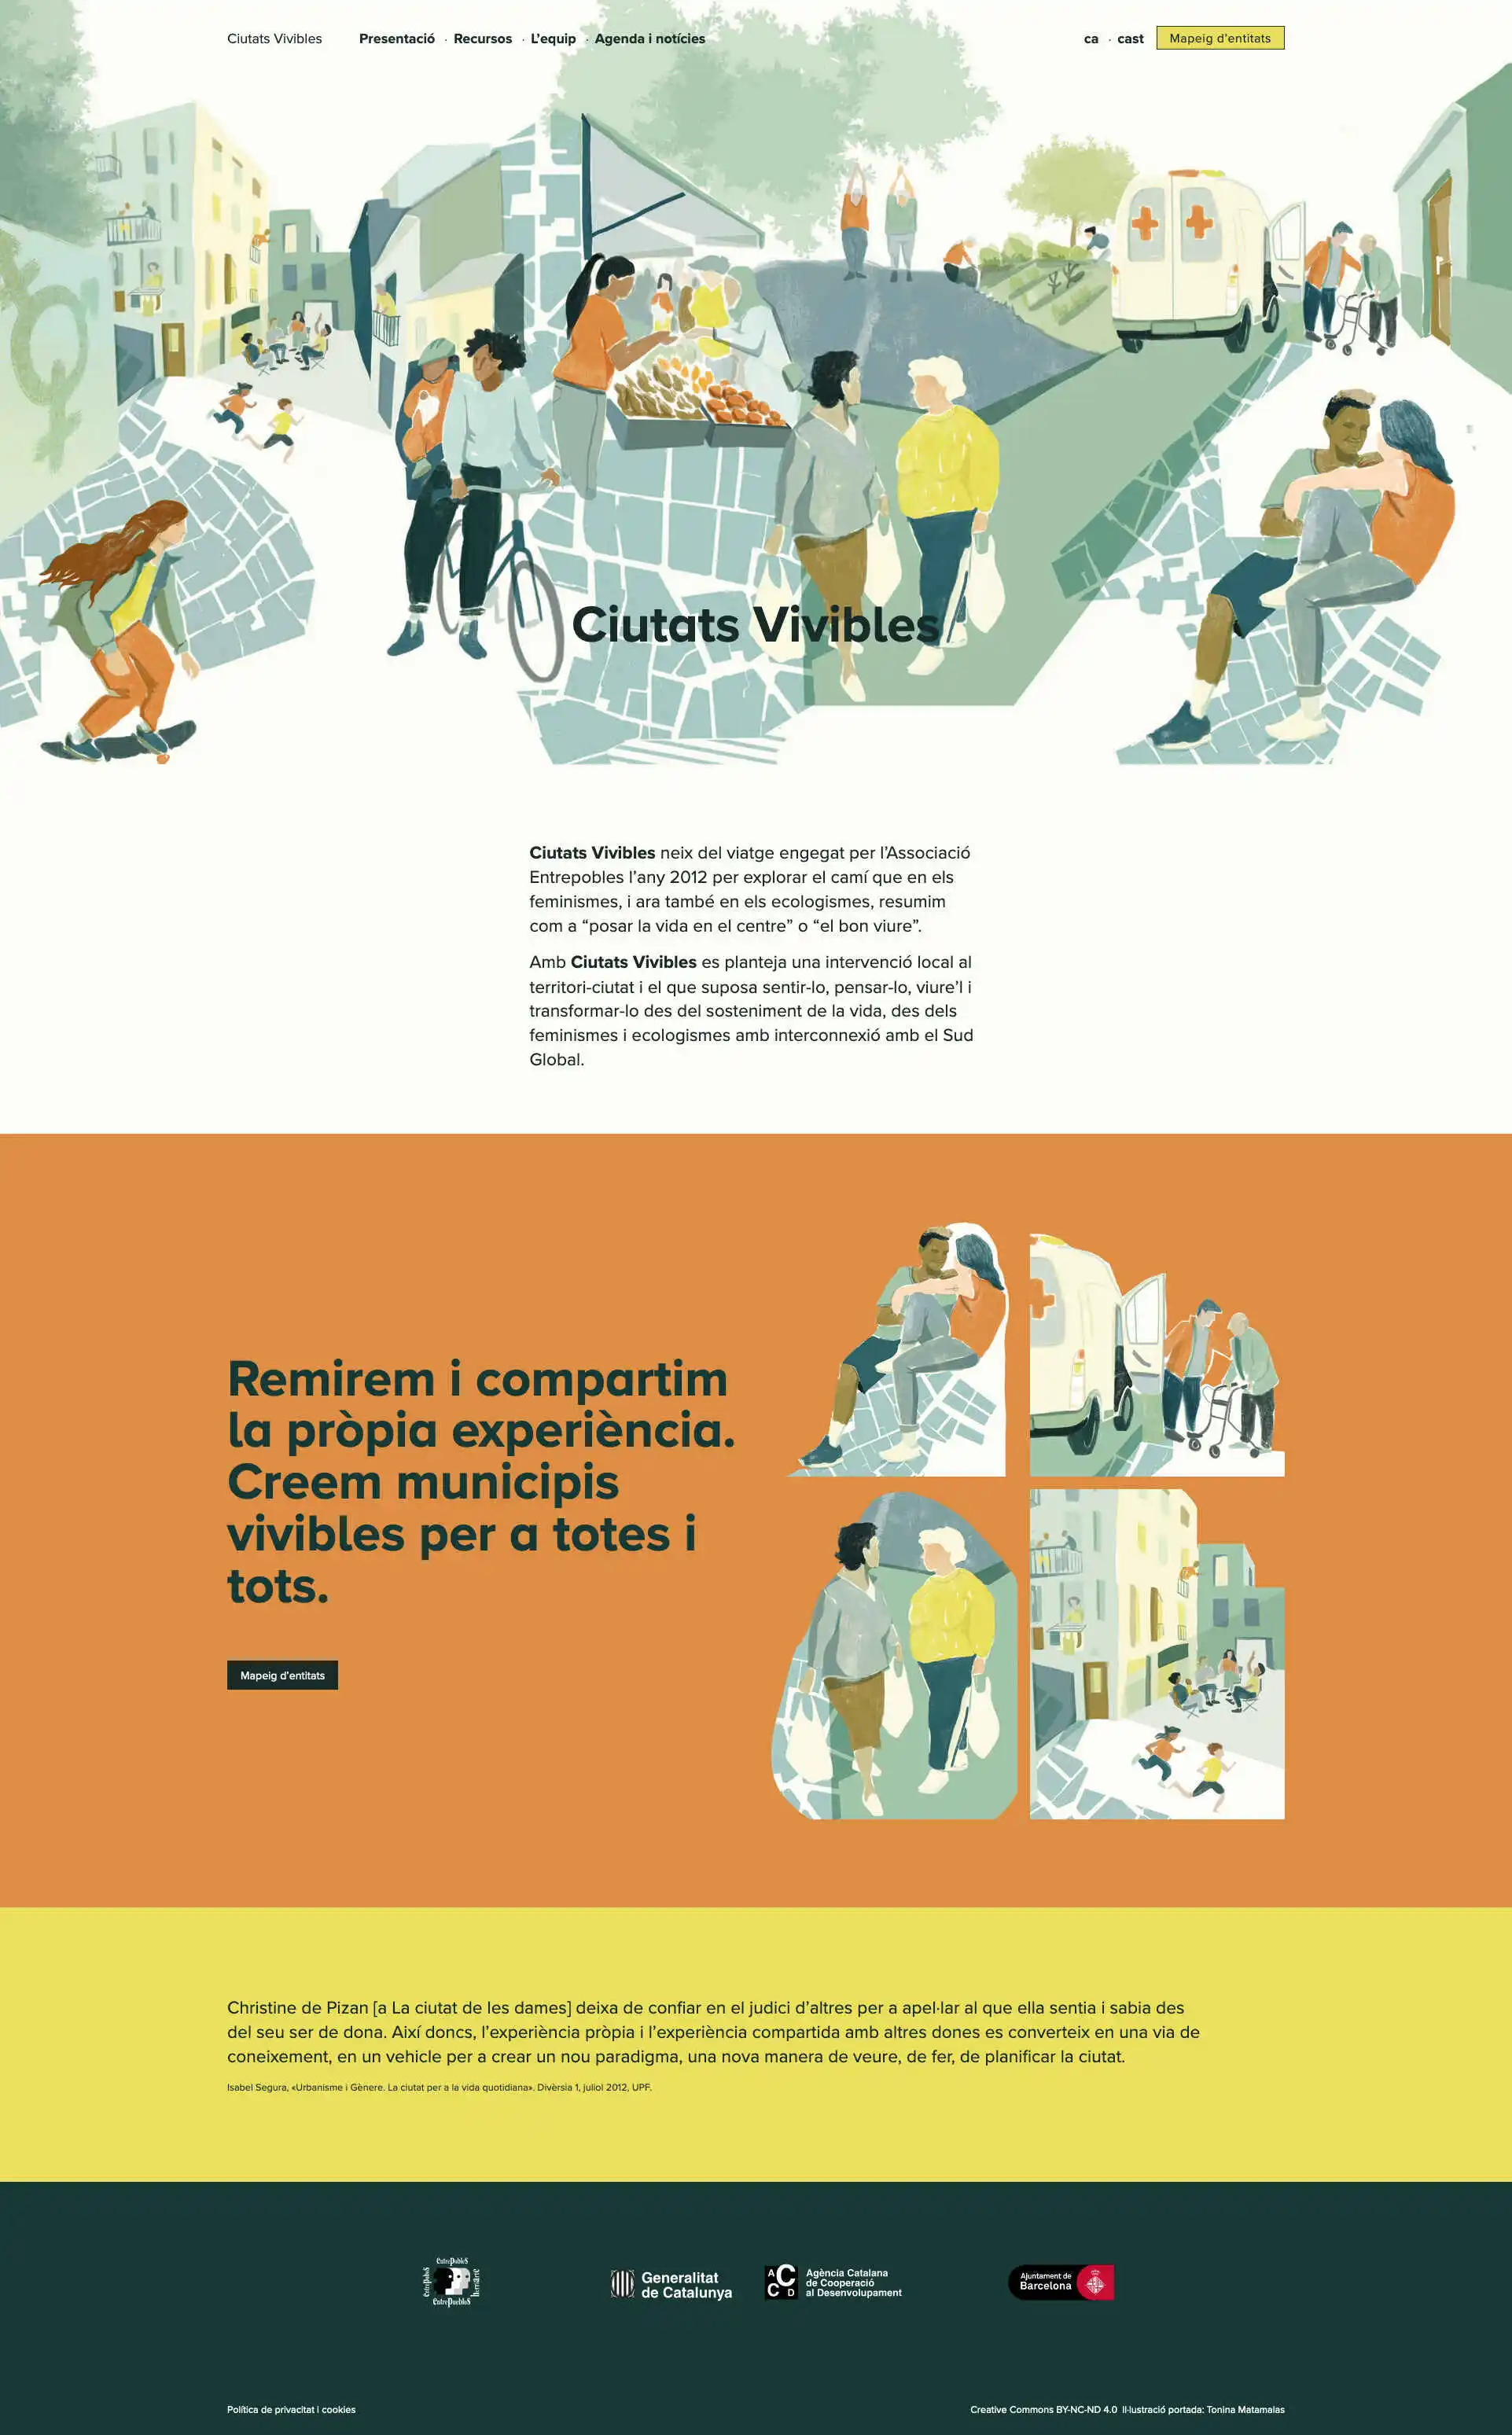 Ciutats Vivibles
Presentació · Recursos · L'equip · Agenda i notícies
ca · cast
Mapeig d'entitats
Ciutats Vivibles
Ciutats Vivibles neix del viatge engegat per l'Associació
Entrepobles l'any 2012 per explorar el camí que en els
feminismes, i ara també en els ecologismes, resumim
com a “posar la vida en el centre” o “el bon viure”.
Amb Ciutats Vivibles es planteja una intervenció local al
territori-ciutat i el que suposa sentir-lo, pensar-lo, viure'l i
transformar-lo des del sosteniment de la vida, des dels
feminismes i ecologismes amb interconnexió amb el Sud
Global.
Remirem i compartim
la pròpia experiència.
Creem municipis
vivibles per a totes i
tots.
Mapeig d'entitats
Christine de Pizan [a La ciutat de les dames] deixa de confiar en el judici d'altres per a apel·lar al que ella sentia i sabia des
del seu ser de dona. Així doncs, l'experiència pròpia i l'experiència compartida amb altres dones es converteix en una via de
coneixement, en un vehicle per a crear un nou paradigma, una nova manera de veure, de fer, de planificar la ciutat.
Isabel Segura, «Urbanisme i Gènere. La ciutat per a la vida quotidiana». Divèrsia 1, juliol 2012, UPF.
EntrePobles
EntrePueblos
Generalitat
de Catalunya
ACCD
Agència Catalana
de Cooperació
al Desenvolupament
Ajuntament de
Barcelona
Política de privacitat i cookies
Creative Commons BY-NC-ND 4.0 Il·lustració portada: Tonina Matamalas